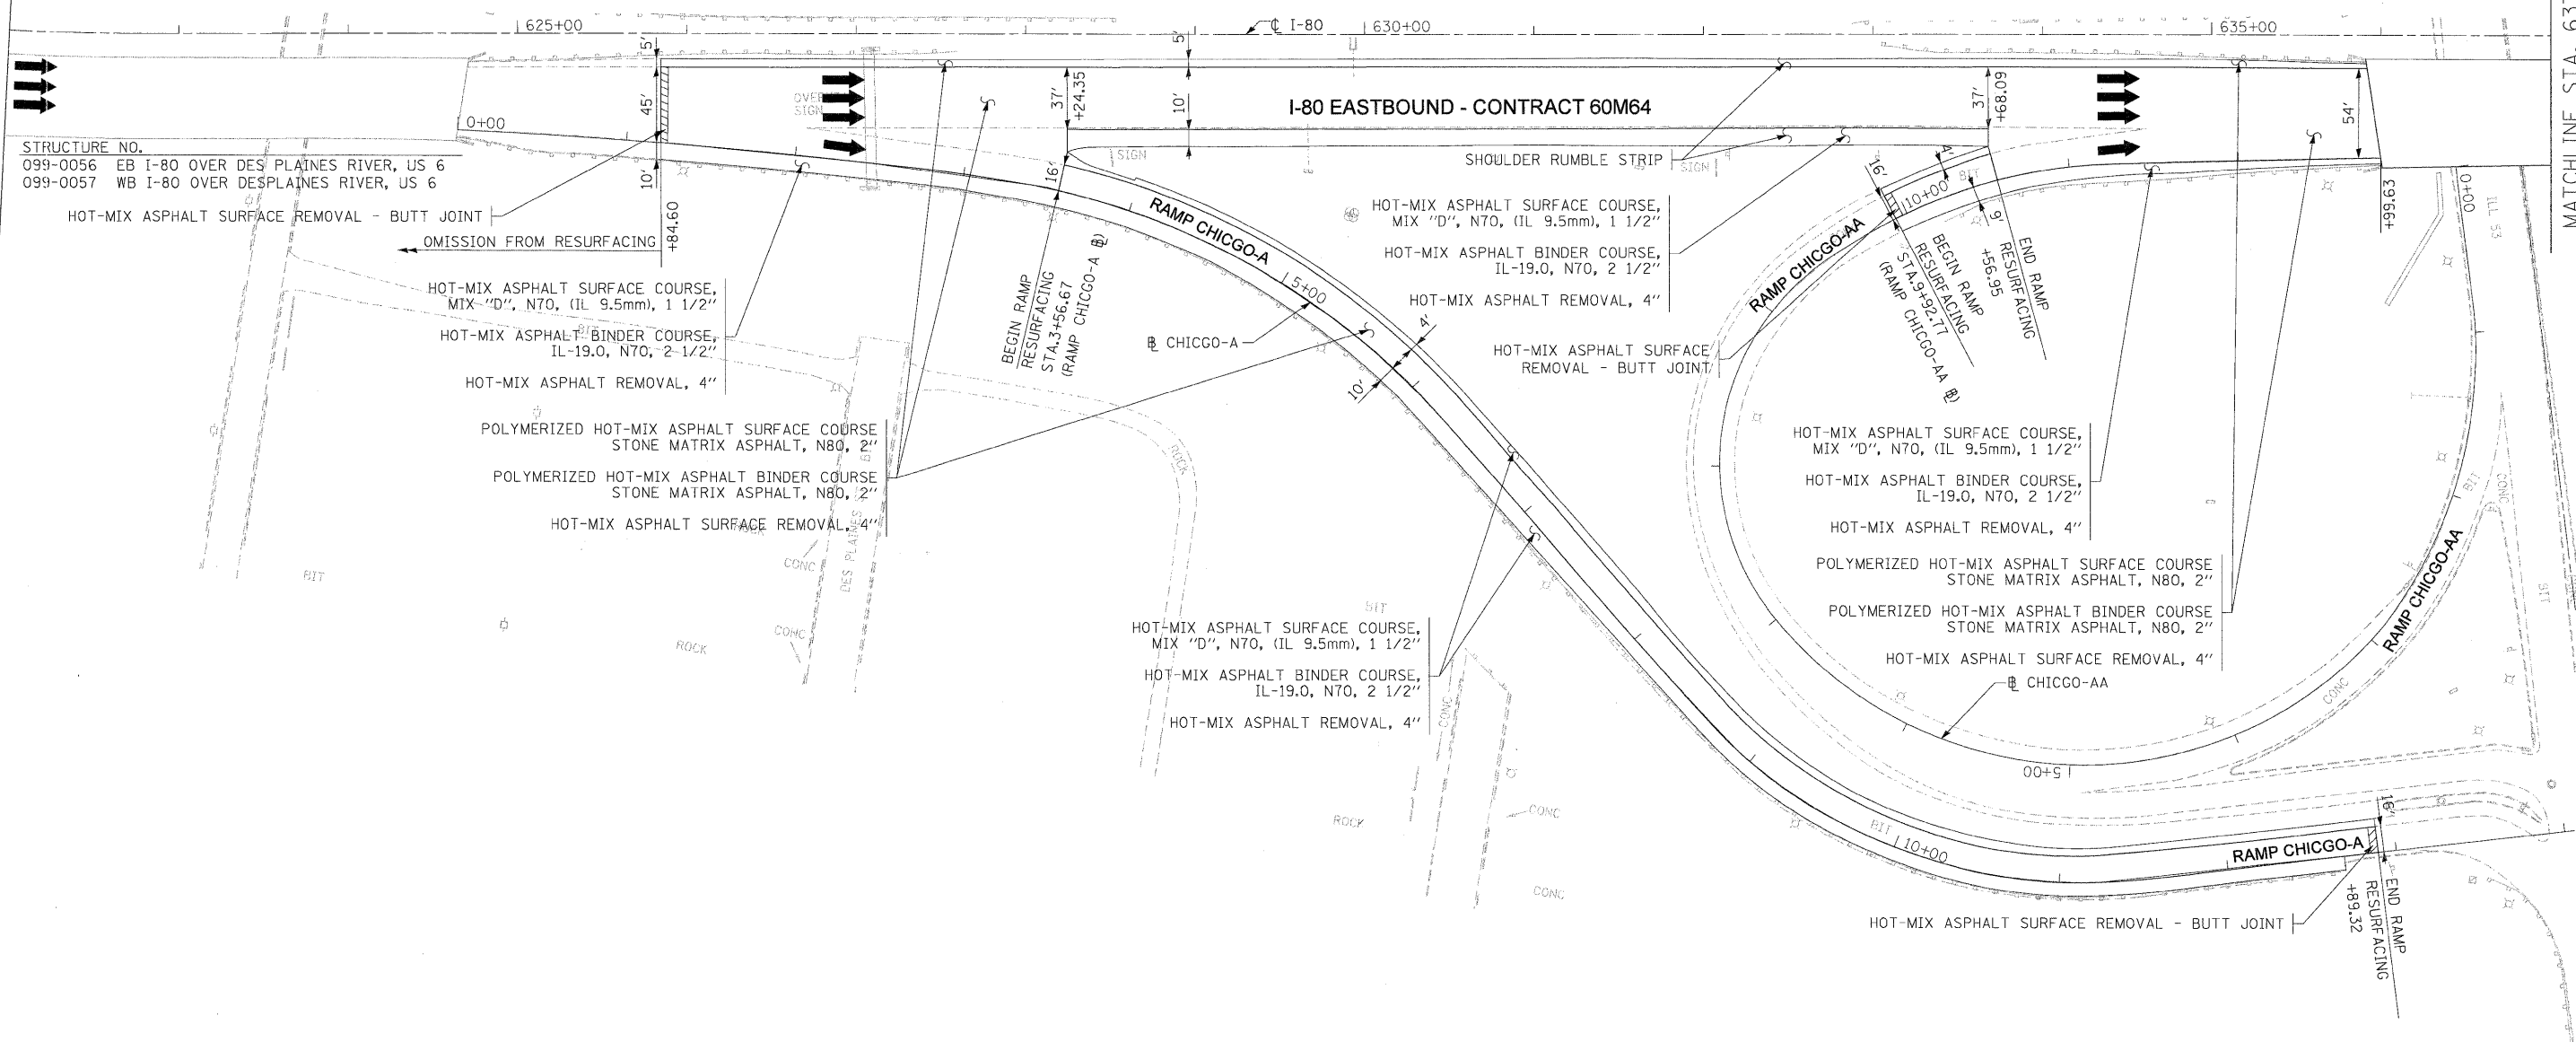 625+00
℄ I-80
630+00
635+00
MATCHLINE STA 63
5'
5'
0+00
45'
OVER
SIGN
37'
+24.35
10'
I-80 EASTBOUND - CONTRACT 60M64
37'
+68.09
54'
STRUCTURE NO.
099-0056 EB I-80 OVER DES PLAINES RIVER, US 6
099-0057 WB I-80 OVER DESPLAINES RIVER, US 6
HOT-MIX ASPHALT SURFACE REMOVAL - BUTT JOINT
OMISSION FROM RESURFACING
10'
+84.60
SIGN
16'
SHOULDER RUMBLE STRIP
SIGN
16'
4'
BIT
10+00
9'
+99.63
0+00
ILL 53
RAMP CHICGO-A
BEGIN RAMP
RESURFACING
STA.3+56.67
(RAMP CHICGO-A ⅊)
5+00
℔ CHICGO-A
4'
10'
HOT-MIX ASPHALT SURFACE COURSE,
MIX "D", N70, (IL 9.5mm), 1 1/2"
HOT-MIX ASPHALT BINDER COURSE,
IL-19.0, N70, 2 1/2"
HOT-MIX ASPHALT REMOVAL, 4"
HOT-MIX ASPHALT SURFACE
REMOVAL - BUTT JOINT
RAMP CHICGO-AA
BEGIN RAMP
RESURFACING
STA.9+92.77
(RAMP CHICGO-AA ⅊)
END RAMP
RESURFACING
+56.95
HOT-MIX ASPHALT SURFACE COURSE,
MIX "D", N70, (IL 9.5mm), 1 1/2"
BIT
HOT-MIX ASPHALT BINDER COURSE,
IL-19.0, N70, 2 1/2"
HOT-MIX ASPHALT REMOVAL, 4"
POLYMERIZED HOT-MIX ASPHALT SURFACE COURSE
STONE MATRIX ASPHALT, N80, 2"
POLYMERIZED HOT-MIX ASPHALT BINDER COURSE
STONE MATRIX ASPHALT, N80, 2"
HOT-MIX ASPHALT SURFACE REMOVAL, 4"
ROCK
ROCK
CONC
DES PLAINES
BIT
CONC
ROCK
HOT-MIX ASPHALT SURFACE COURSE,
MIX "D", N70, (IL 9.5mm), 1 1/2"
HOT-MIX ASPHALT BINDER COURSE,
IL-19.0, N70, 2 1/2"
HOT-MIX ASPHALT REMOVAL, 4"
POLYMERIZED HOT-MIX ASPHALT SURFACE COURSE
STONE MATRIX ASPHALT, N80, 2"
POLYMERIZED HOT-MIX ASPHALT BINDER COURSE
STONE MATRIX ASPHALT, N80, 2"
HOT-MIX ASPHALT SURFACE REMOVAL, 4"
℔ CHICGO-AA
BIT
CONC
RAMP CHICGO-AA
BIT
CONC
5+00
BIT
HOT-MIX ASPHALT SURFACE COURSE,
MIX "D", N70, (IL 9.5mm), 1 1/2"
HOT-MIX ASPHALT BINDER COURSE,
IL-19.0, N70, 2 1/2"
HOT-MIX ASPHALT REMOVAL, 4"
CONC
ROCK
CONC
CONC
BIT
10+00
RAMP CHICGO-A
16'
HOT-MIX ASPHALT SURFACE REMOVAL - BUTT JOINT
END RAMP
RESURFACING
+89.32